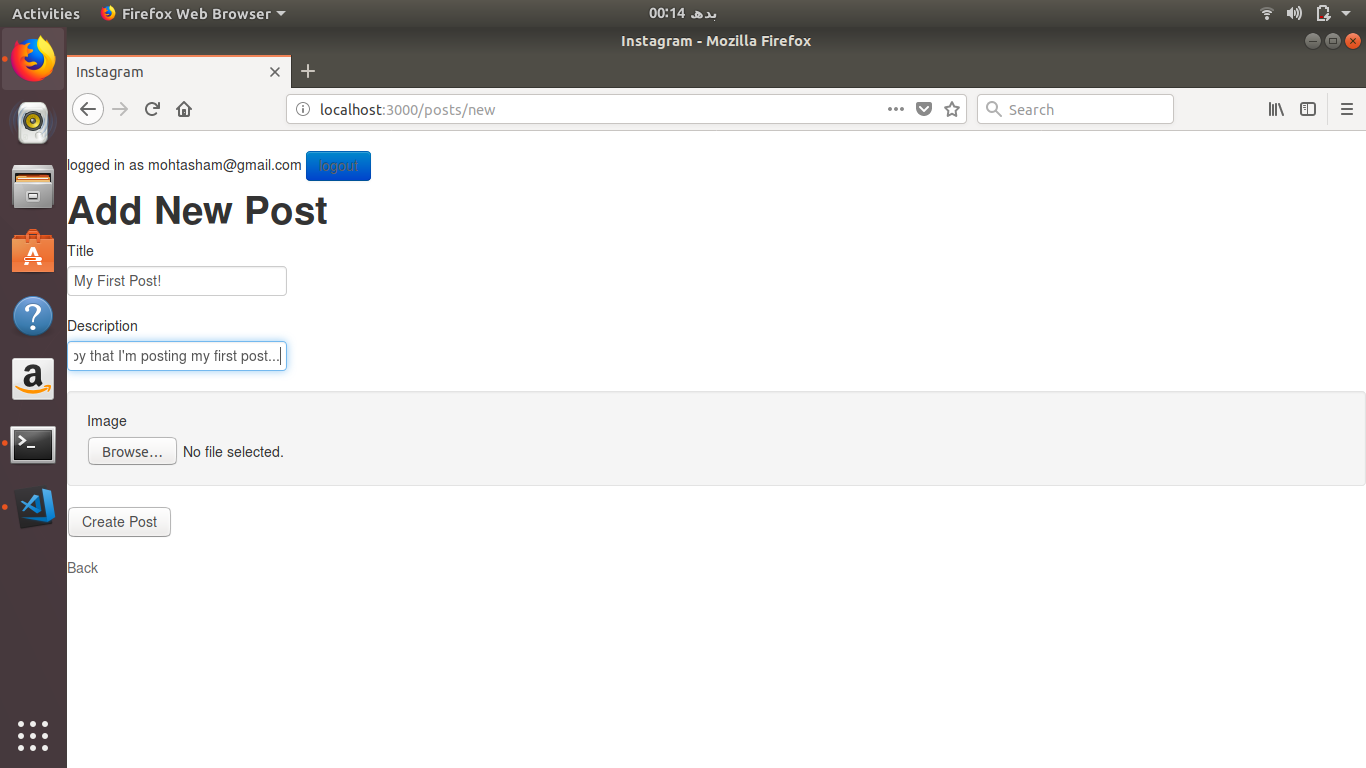 Activities Firefox Web Browser بدھ 00:14
Instagram - Mozilla Firefox
Instagram
localhost:3000/posts/new Search
logged in as mohtasham@gmail.com logout
Add New Post
Title
My First Post!
Description
that I'm posting my first post...
Image
Browse... No file selected.
Create Post
Back